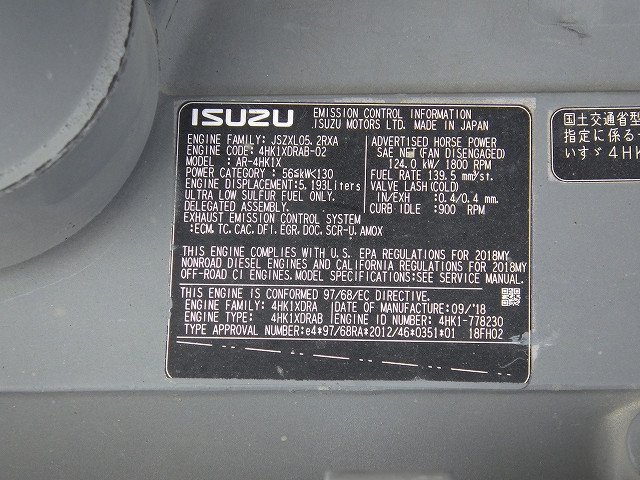 ISUZU EMISSION CONTROL INFORMATION
ISUZU MOTORS LTD. MADE IN JAPAN
ENGINE FAMILY: JSZXL05.2RXA
ENGINE CODE: 4HK1XDRAB-02
MODEL : AR-4HK1X
POWER CATEGORY : 56≦kW<130
ENGINE DISPLACEMENT:5.193Liters
ULTRA LOW SULFUR FUEL ONLY.
DELEGATED ASSEMBLY.
EXHAUST EMISSION CONTROL SYSTEM
:ECM, TC, CAC, DFI, EGR, DOC, SCR-U, AMOX
ADVERTISED HORSE POWER
SAE NET (FAN DISENGAGED)
124.0 kW/ 1800 RPM
FUEL RATE 139.5 mm³/st.
VALVE LASH (COLD)
IN/EXH :0.4/0.4 mm.
CURB IDLE :900 RPM
THIS ENGINE COMPLIES WITH U.S. EPA REGULATIONS FOR 2018MY
NONROAD DIESEL ENGINES AND CALIFORNIA REGULATIONS FOR 2018MY
OFF-ROAD CI ENGINES. MODEL SPECIFICATIONS:SEE SERVICE MANUAL.
THIS ENGINE IS CONFORMED 97/68/EC DIRECTIVE.
ENGINE FAMILY: 4HK1XDRA DATE OF MANUFACTURE:09/'18
ENGINE TYPE: 4HK1XDRAB ENGINE ID NUMBER: 4HK1-778230
TYPE APPROVAL NUMBER:e4*97/68RA*2012/46*0351*01 18FH02
国土交通省型
指定に係る
いすゞ 4HK